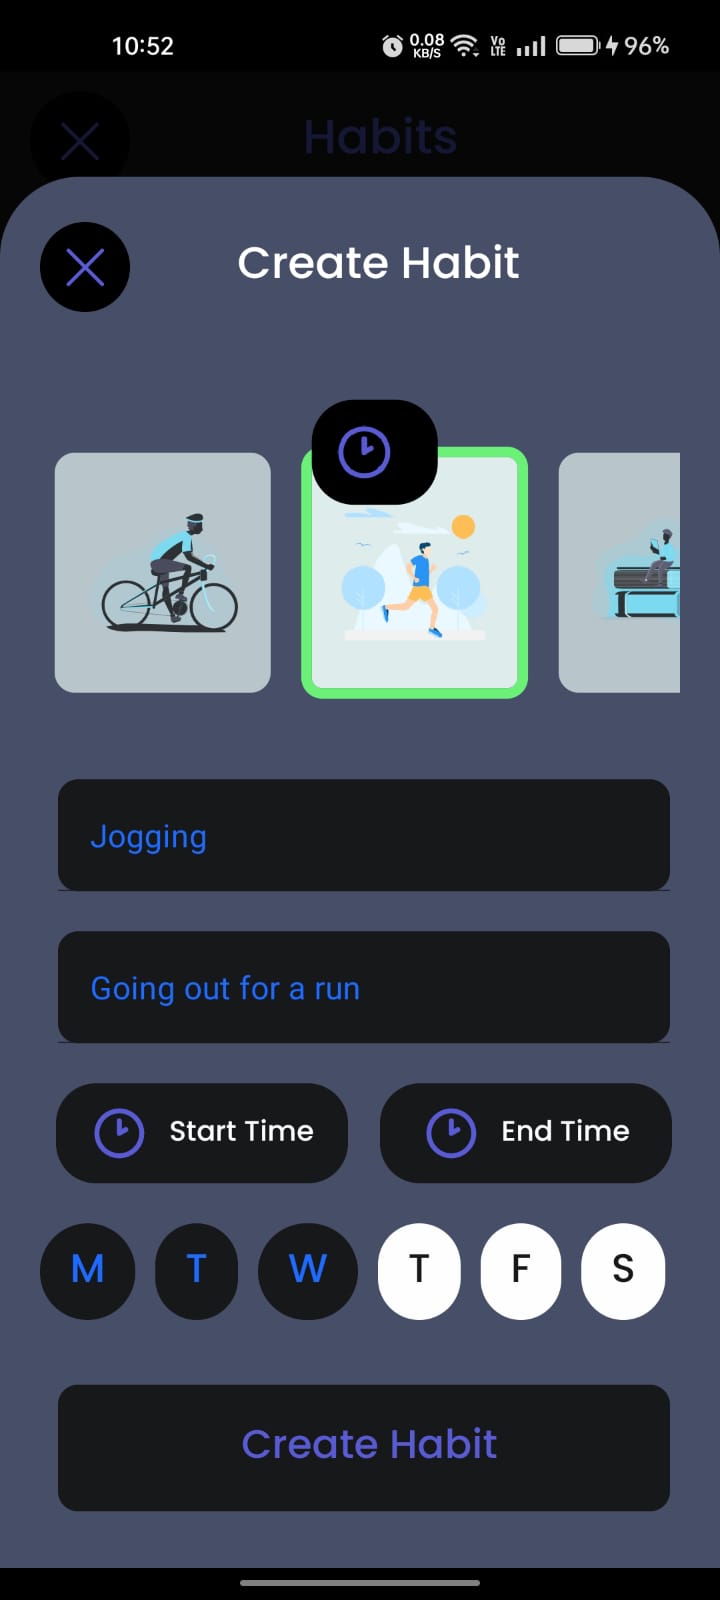 10:52 0.08 KB/S Vo LTE 96%
Habits
Create Habit
Jogging
Going out for a run
Start Time End Time
M T W T F S
Create Habit